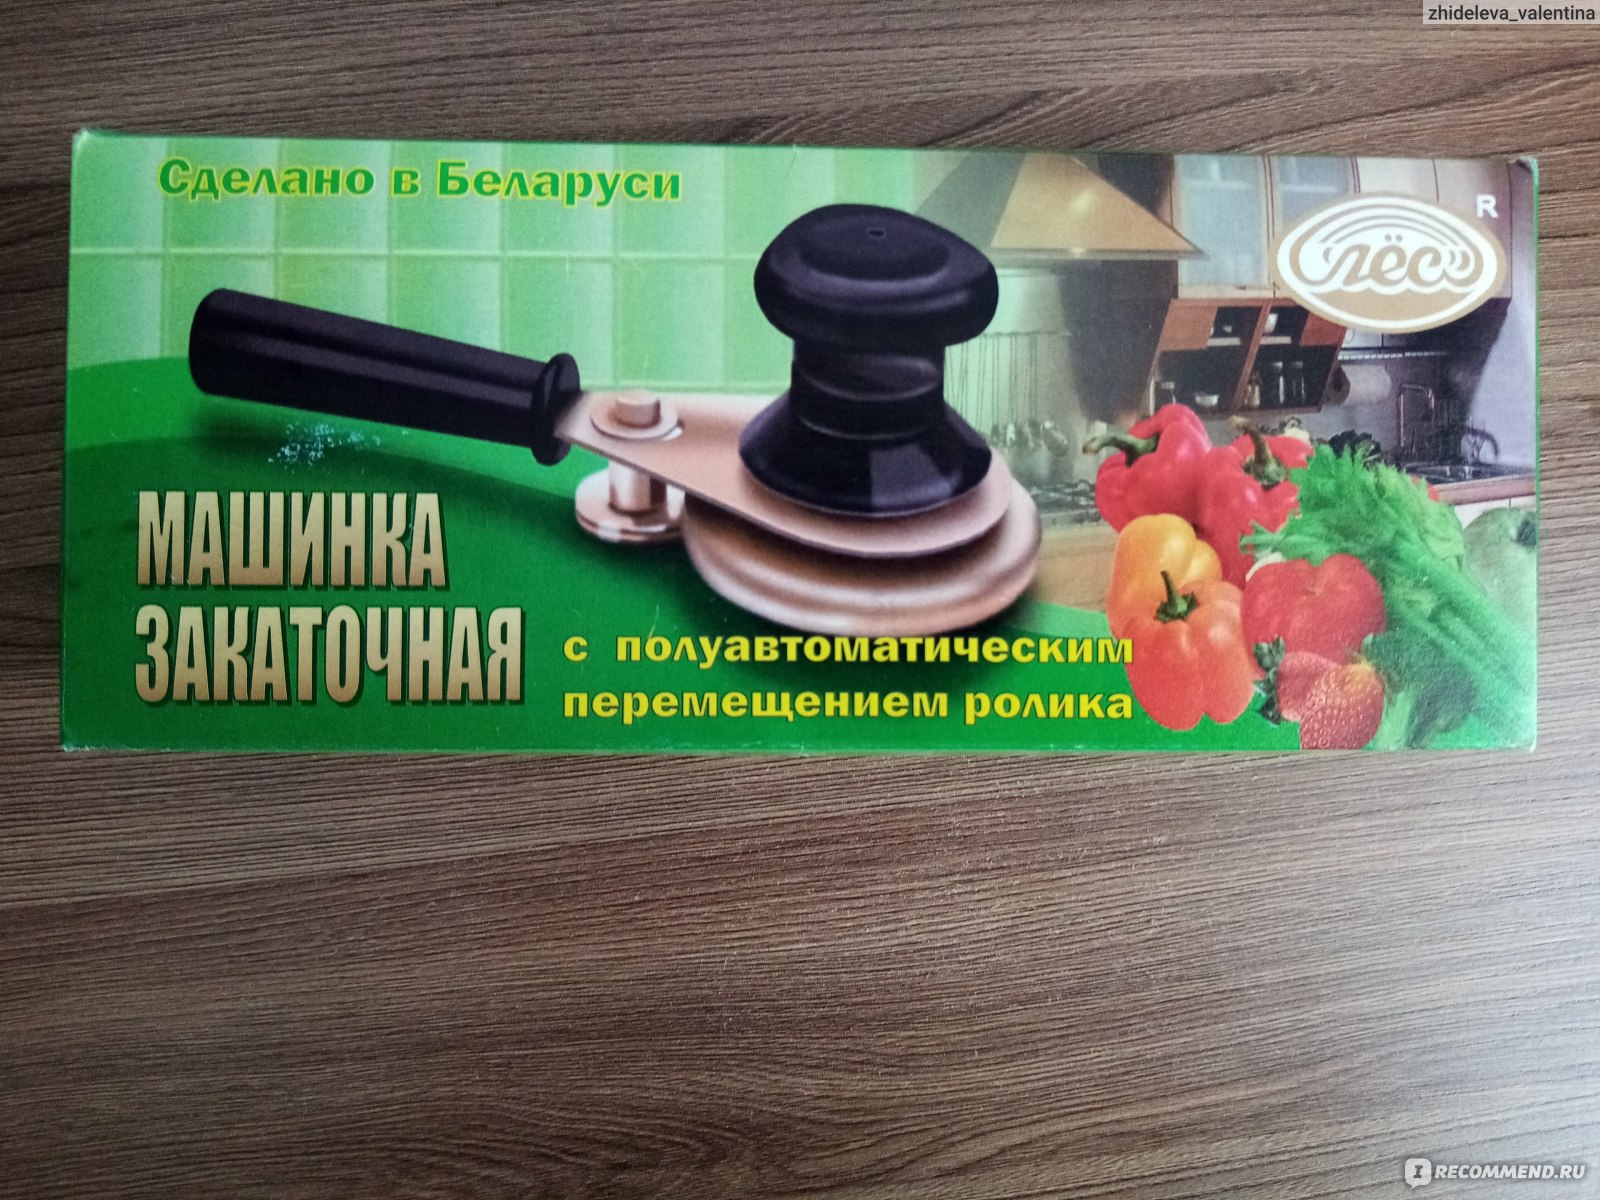 zhideleva_valentina
Сделано в Беларуси
R
лёс
МАШИНКА
ЗАКАТОЧНАЯ
с полуавтоматическим
перемещением ролика
RECOMMEND.RU